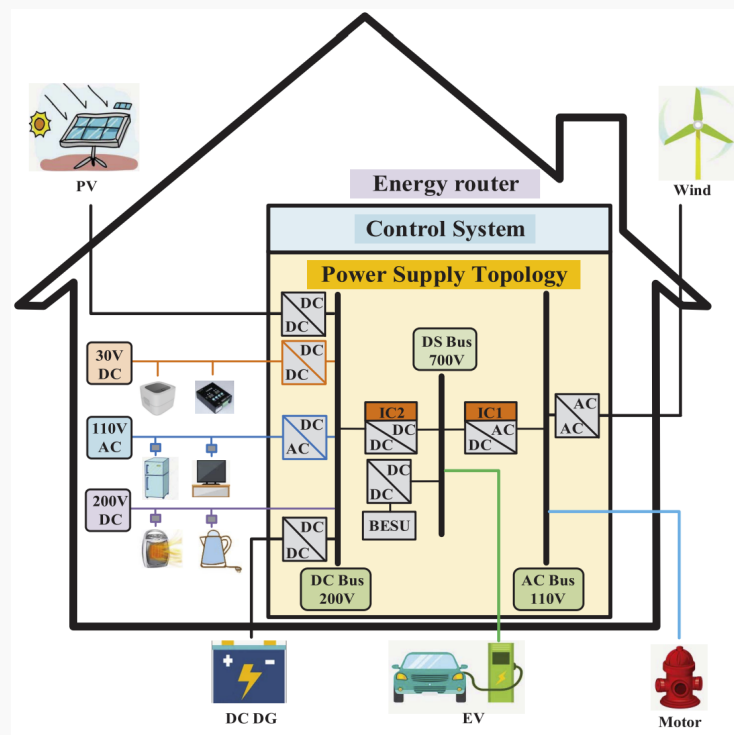 PV
Wind
Energy router
Control System
Power Supply Topology
DC
DC
30V
DC
DC
DC
DS Bus
700V
110V
AC
DC
AC
IC2
DC
DC
IC1
AC
DC
AC
AC
DC
DC
BESU
200V
DC
DC
DC
DC Bus
200V
AC Bus
110V
DC DG
EV
Motor